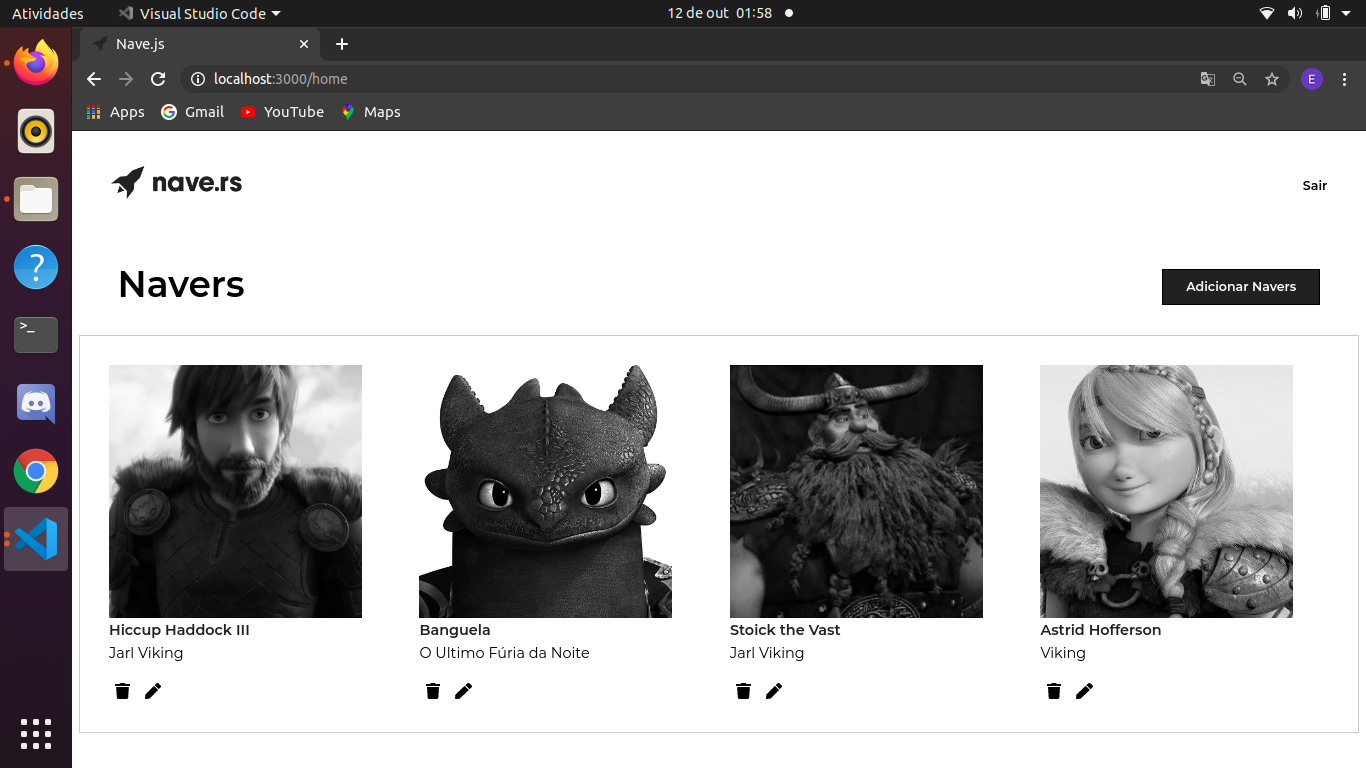 Atividades Visual Studio Code 12 de out 01:58
Nave.js
localhost:3000/home E
Apps Gmail YouTube Maps
nave.rs
Sair
Navers
Adicionar Navers
Hiccup Haddock III Banguela Stoick the Vast Astrid Hofferson
Jarl Viking O Ultimo Fúria da Noite Jarl Viking Viking